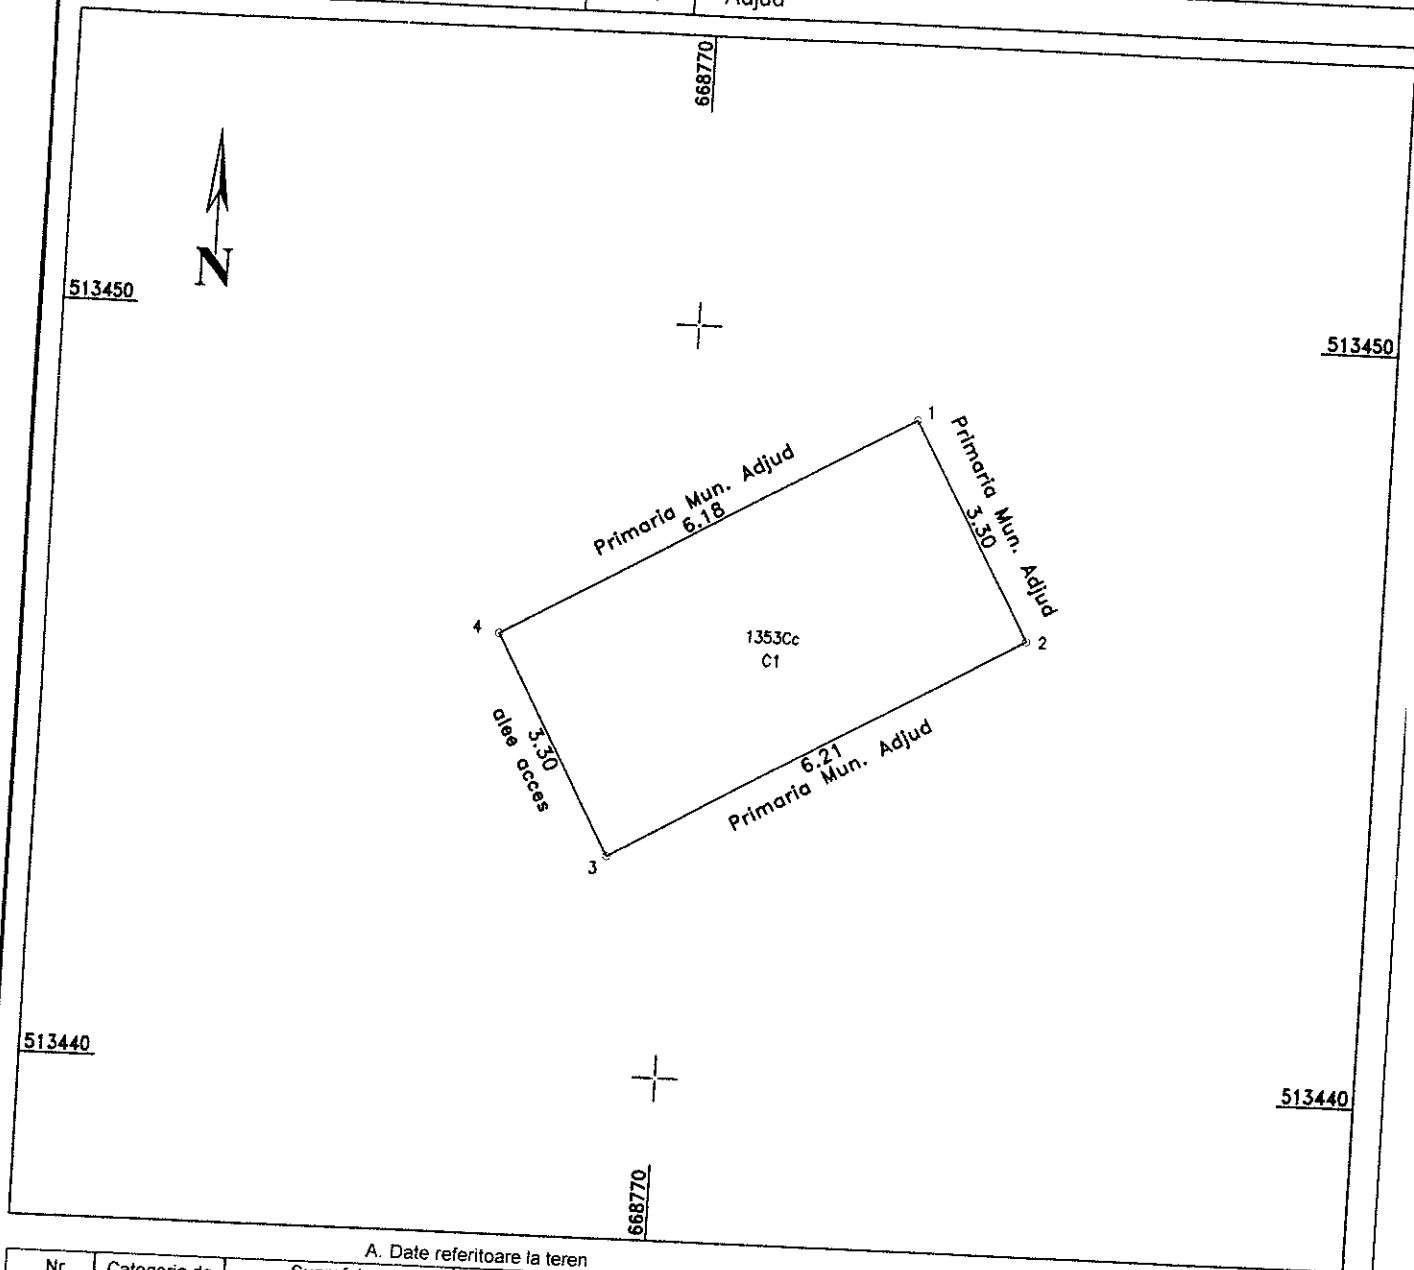 Adjud
668770
N
513450
513450
1
Primaria Mun. Adjud
6.18
Primaria Mun. Adjud
3.30
4
1353Cc
C1
2
alee acces
3.30
6.21
Primaria Mun. Adjud
3
513440
513440
668770
A. Date referitoare la teren
Nr
Categoria de